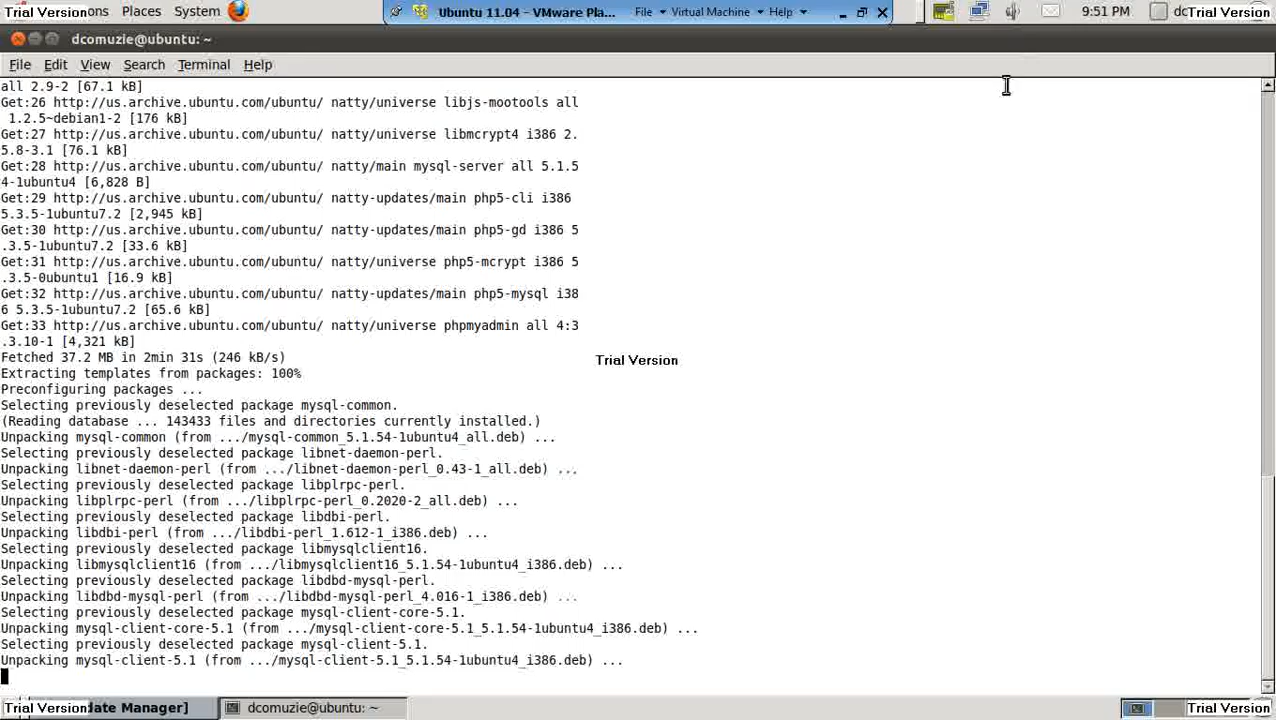 Trial Version ons Places System Ubuntu 11.04 - VMware Pla... File Virtual Machine Help 9:51 PM dc Trial Version
dcomuzie@ubuntu: ~
File Edit View Search Terminal Help
all 2.9-2 [67.1 kB]
Get:26 http://us.archive.ubuntu.com/ubuntu/ natty/universe libjs-mootools all
 1.2.5~debian1-2 [176 kB]
Get:27 http://us.archive.ubuntu.com/ubuntu/ natty/universe libmcrypt4 i386 2.
5.8-3.1 [76.1 kB]
Get:28 http://us.archive.ubuntu.com/ubuntu/ natty/main mysql-server all 5.1.5
4-1ubuntu4 [6,828 B]
Get:29 http://us.archive.ubuntu.com/ubuntu/ natty-updates/main php5-cli i386
5.3.5-1ubuntu7.2 [2,945 kB]
Get:30 http://us.archive.ubuntu.com/ubuntu/ natty-updates/main php5-gd i386 5
.3.5-1ubuntu7.2 [33.6 kB]
Get:31 http://us.archive.ubuntu.com/ubuntu/ natty/universe php5-mcrypt i386 5
.3.5-0ubuntu1 [16.9 kB]
Get:32 http://us.archive.ubuntu.com/ubuntu/ natty-updates/main php5-mysql i38
6 5.3.5-1ubuntu7.2 [65.6 kB]
Get:33 http://us.archive.ubuntu.com/ubuntu/ natty/universe phpmyadmin all 4:3
.3.10-1 [4,321 kB]
Fetched 37.2 MB in 2min 31s (246 kB/s)
Trial Version
Extracting templates from packages: 100%
Preconfiguring packages ...
Selecting previously deselected package mysql-common.
(Reading database ... 143433 files and directories currently installed.)
Unpacking mysql-common (from .../mysql-common_5.1.54-1ubuntu4_all.deb) ...
Selecting previously deselected package libnet-daemon-perl.
Unpacking libnet-daemon-perl (from .../libnet-daemon-perl_0.43-1_all.deb) ...
Selecting previously deselected package libplrpc-perl.
Unpacking libplrpc-perl (from .../libplrpc-perl_0.2020-2_all.deb) ...
Selecting previously deselected package libdbi-perl.
Unpacking libdbi-perl (from .../libdbi-perl_1.612-1_i386.deb) ...
Selecting previously deselected package libmysqlclient16.
Unpacking libmysqlclient16 (from .../libmysqlclient16_5.1.54-1ubuntu4_i386.deb) ...
Selecting previously deselected package libdbd-mysql-perl.
Unpacking libdbd-mysql-perl (from .../libdbd-mysql-perl_4.016-1_i386.deb) ...
Selecting previously deselected package mysql-client-core-5.1.
Unpacking mysql-client-core-5.1 (from .../mysql-client-core-5.1_5.1.54-1ubuntu4_i386.deb) ...
Selecting previously deselected package mysql-client-5.1.
Unpacking mysql-client-5.1 (from .../mysql-client-5.1_5.1.54-1ubuntu4_i386.deb) ...
Trial Version date Manager] dcomuzie@ubuntu: ~ Trial Version